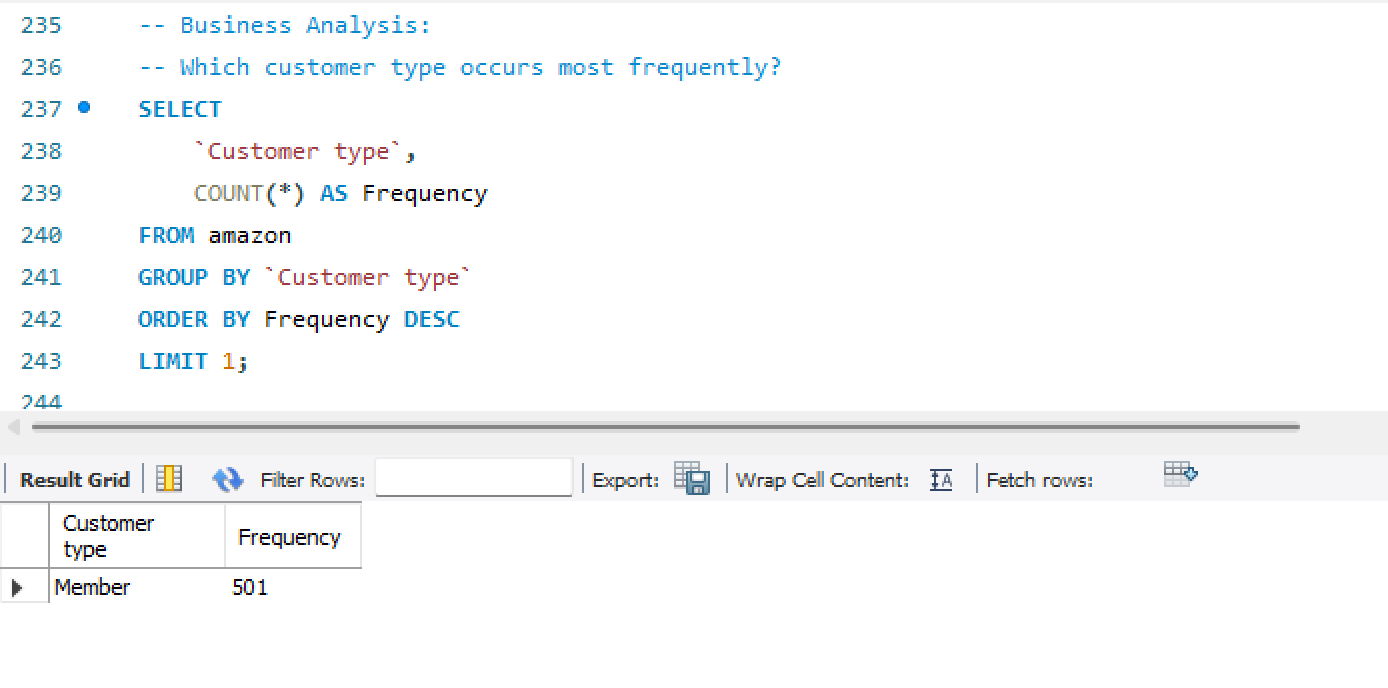 235 -- Business Analysis:
236 -- Which customer type occurs most frequently?
237 SELECT
238 `Customer type`,
239 COUNT(*) AS Frequency
240 FROM amazon
241 GROUP BY `Customer type`
242 ORDER BY Frequency DESC
243 LIMIT 1;
244
Result Grid Filter Rows: Export: Wrap Cell Content: Fetch rows:
Customer
type Frequency
Member 501